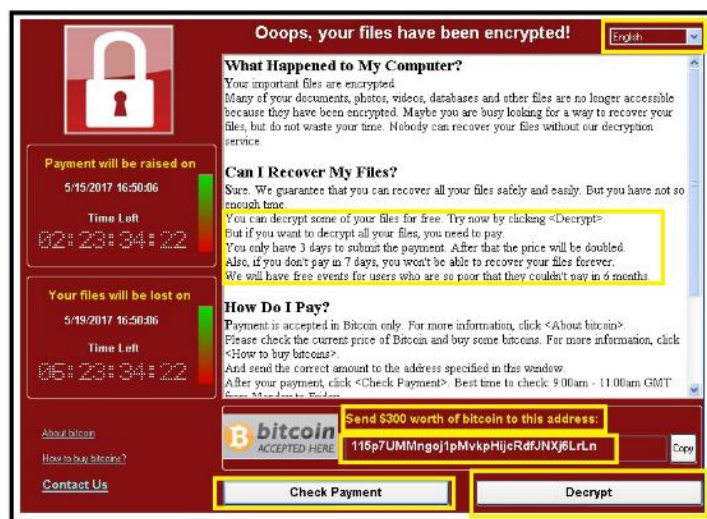 Ooops, your files have been encrypted!
English
What Happened to My Computer?
Your important files are encrypted.
Many of your documents, photos, videos, databases and other files are no longer accessible
because they have been encrypted. Maybe you are busy looking for a way to recover your
files, but do not waste your time. Nobody can recover your files without our decryption
service.
Can I Recover My Files?
Sure. We guarantee that you can recover all your files safely and easily. But you have not so
enough time.
You can decrypt some of your files for free. Try now by clicking <Decrypt>.
But if you want to decrypt all your files, you need to pay.
You only have 3 days to submit the payment. After that the price will be doubled.
Also, if you don't pay in 7 days, you won't be able to recover your files forever.
We will have free events for users who are so poor that they couldn't pay in 6 months.
How Do I Pay?
Payment is accepted in Bitcoin only. For more information, click <About bitcoin>.
Please check the current price of Bitcoin and buy some bitcoins. For more information, click
<How to buy bitcoins>.
And send the correct amount to the address specified in this window.
After your payment, click <Check Payment>. Best time to check: 9:00am - 11:00am GMT
from Monday to Friday.
Payment will be raised on
5/15/2017 16:50:06
Time Left
02:23:34:22
Your files will be lost on
5/19/2017 16:50:06
Time Left
06:23:34:22
About bitcoin
How to buy bitcoins?
Contact Us
bitcoin
ACCEPTED HERE
Send $300 worth of bitcoin to this address:
115p7UMMngoj1pMvkpHijcRdfJNXj6LrLn
Copy
Check Payment
Decrypt